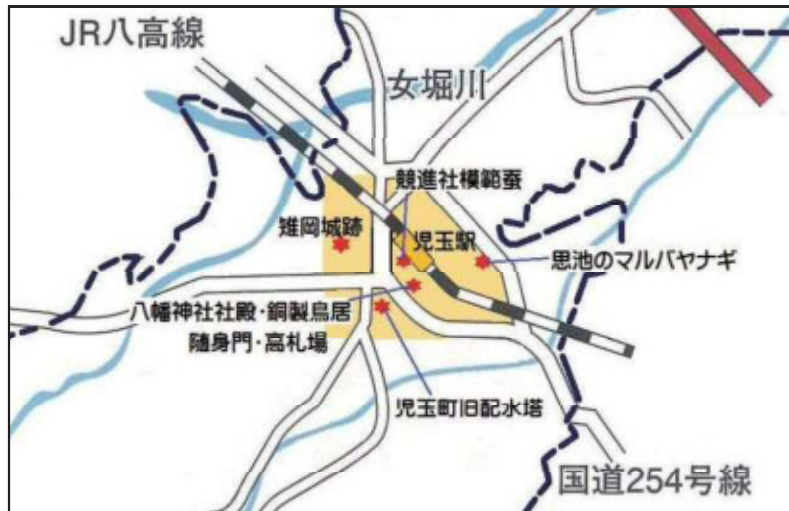 JR八高線
女堀川
競進社模範蚕
雉岡城跡
児玉駅
思池のマルバヤナギ
八幡神社社殿・銅製鳥居
随身門・高札場
児玉町旧配水塔
国道254号線